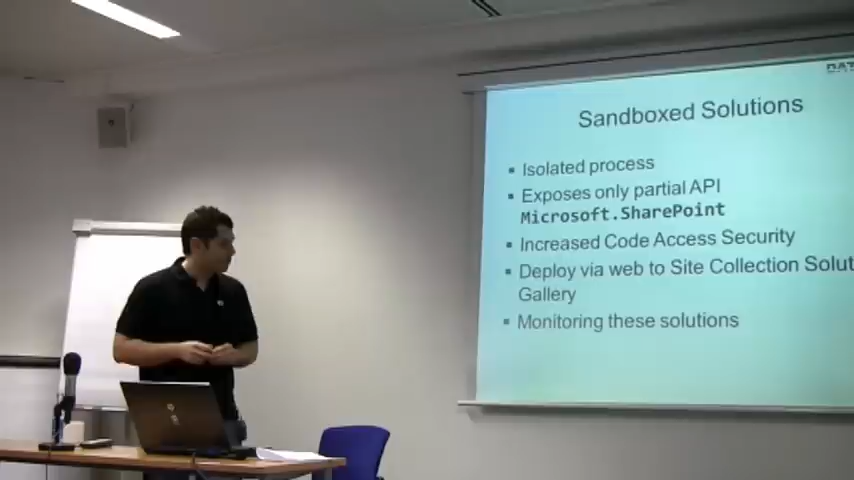 Sandboxed Solutions
▪ Isolated process
▪ Exposes only partial API
Microsoft.SharePoint
▪ Increased Code Access Security
▪ Deploy via web to Site Collection Solut
Gallery
▪ Monitoring these solutions